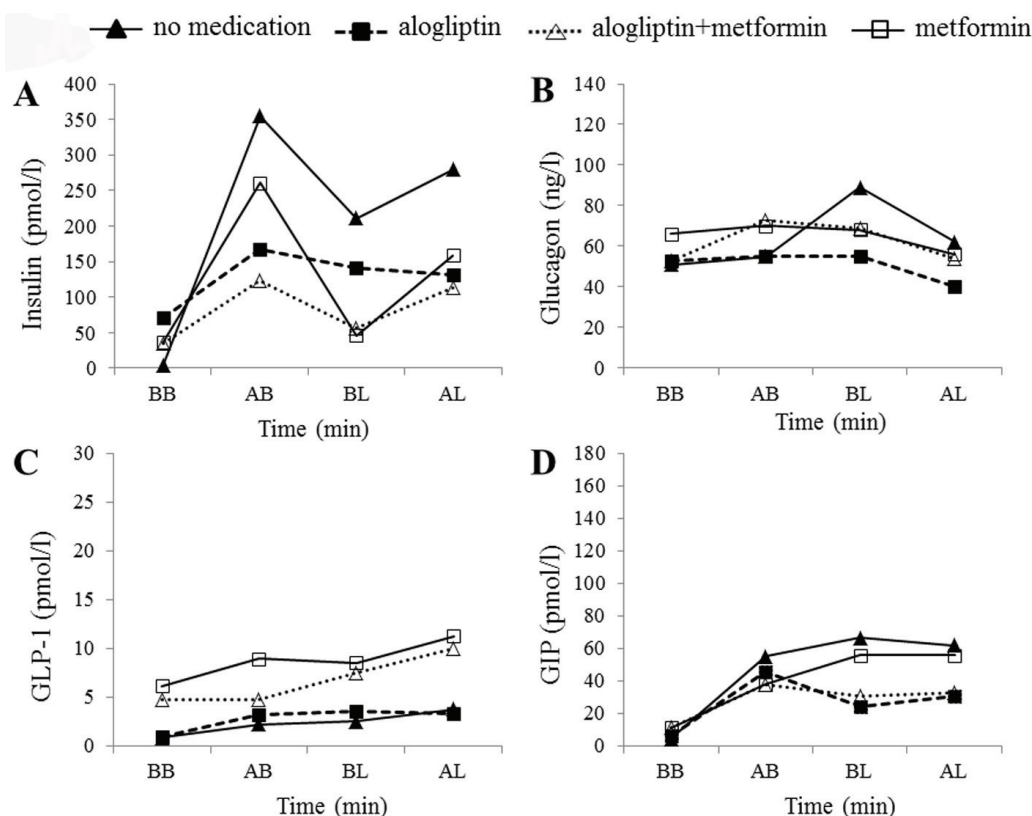 no medication alogliptin alogliptin+metformin metformin
A
400
350
300
250
200
150
100
50
0
Insulin (pmol/l)
BB AB BL AL
Time (min)
B
140
120
100
80
60
40
20
0
Glucagon (ng/l)
BB AB BL AL
Time (min)
C
30
25
20
15
10
5
0
GLP-1 (pmol/l)
BB AB BL AL
Time (min)
D
180
160
140
120
100
80
60
40
20
0
GIP (pmol/l)
BB AB BL AL
Time (min)